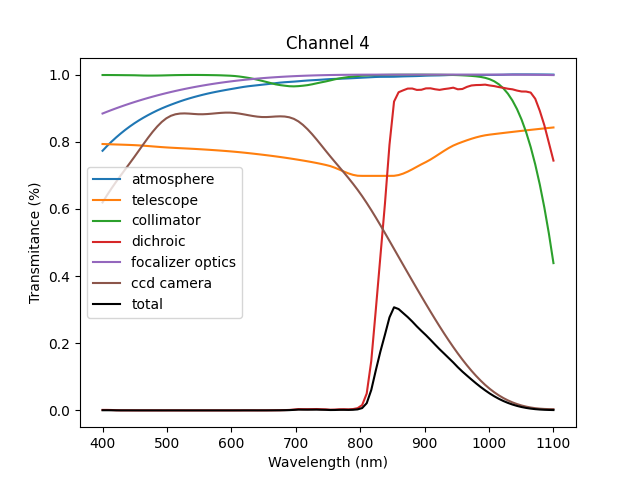 Channel 4
Transmitance (%)
1.0
0.8
0.6
0.4
0.2
0.0
atmosphere
telescope
collimator
dichroic
focalizer optics
ccd camera
total
400 500 600 700 800 900 1000 1100
Wavelength (nm)